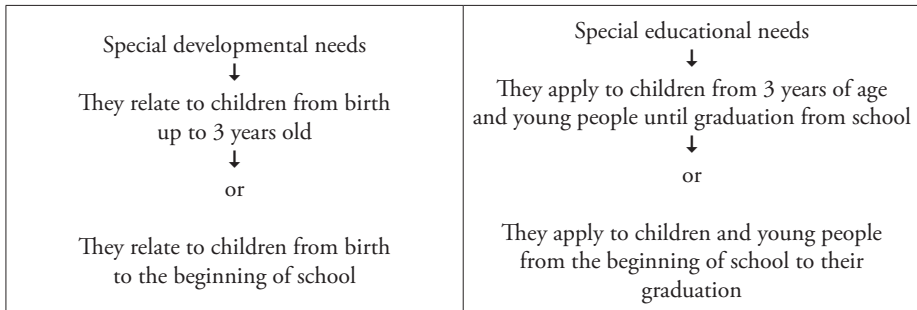 Special developmental needs
↓
They relate to children from birth
up to 3 years old
↓
or
They relate to children from birth
to the beginning of school
Special educational needs
↓
They apply to children from 3 years of age
and young people until graduation from school
↓
or
They apply to children and young people
from the beginning of school to their
graduation